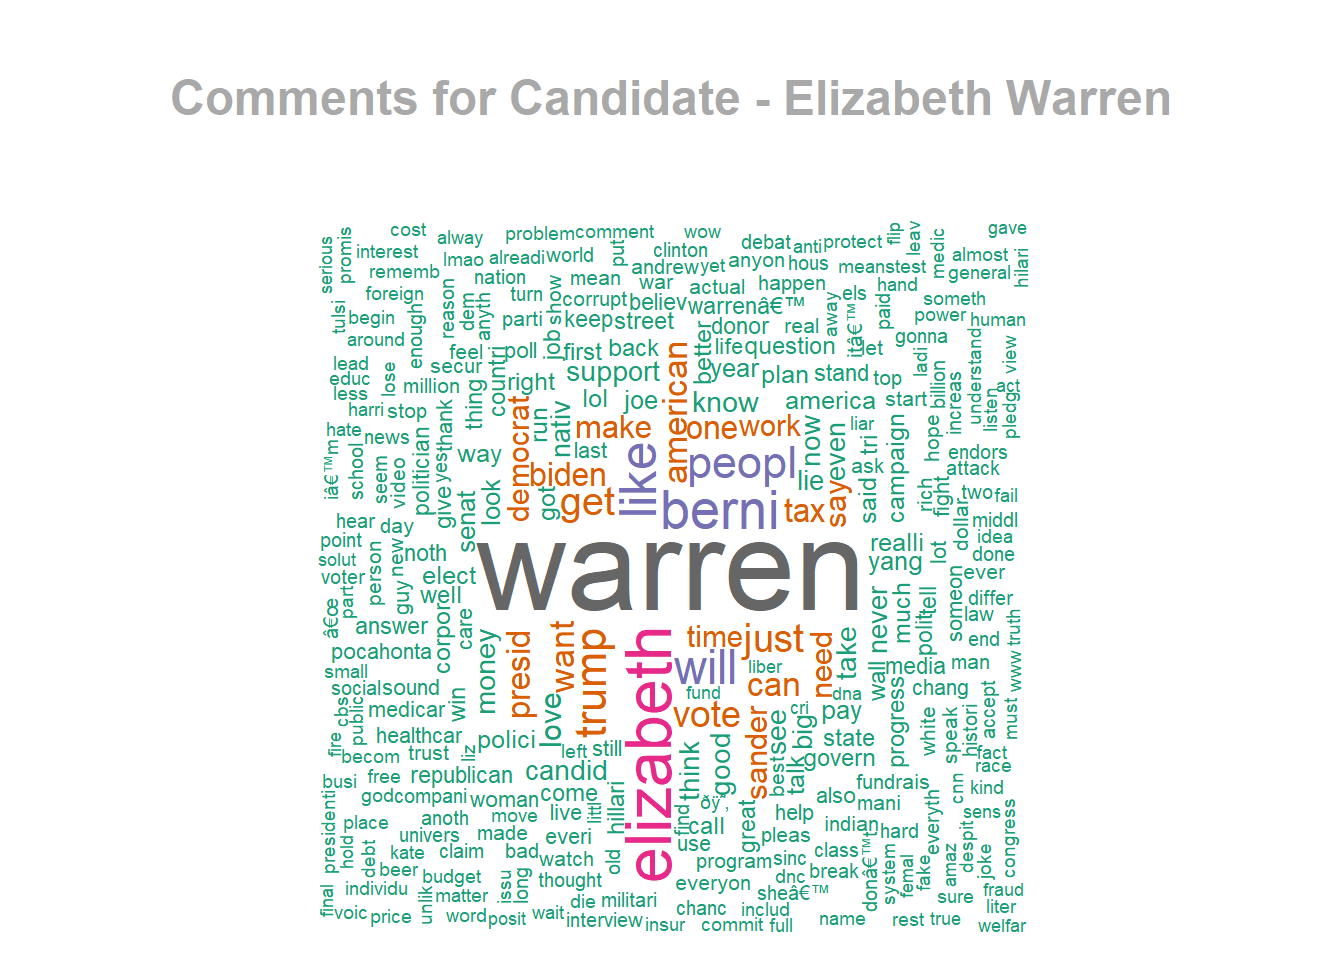 Comments for Candidate - Elizabeth Warren
cost
alway
problem
comment
wow
debat
anti
protect
flip
leav
gave
serious
promis
interest
lmao
alreadi
world
put
clinton
andrew
yet
anyon
hous
meanstest
medic
almost
general
hilari
rememb
nation
mean
war
actual
happen
els
hand
foreign
reason
dem
anyth
turn
corrupt
believ
warrenâ€™
away
paid
someth
power
human
tulsi
begin
enough
parti
show
job
keep
street
donor
real
itâ€™
let
gonna
around
feel
poll
first
back
american
better
life
question
ladi
understand
view
lead
educ
less
lose
million
secur
countri
right
support
year
plan
stand
top
billion
increas
listen
act
pledg
harri
stop
thing
democrat
run
nativ
lol
joe
know
america
start
liar
hope
hate
news
politician
yes
thank
way
make
last
like
one
work
now
even
tri
campaign
endors
attack
iâ€™m
school
seem
video
give
look
biden
got
get
peopl
berni
lie
tax
say
said
ask
rich
fight
two
fail
hear
day
senat
dollar
middl
point
solut
voter
new
noth
warren
realli
yang
lot
idea
done
ever
person
guy
elect
well
â€œ
part
care
never
much
tell
someon
differ
law
answer
corpor
polit
end
truth
pocahonta
money
presid
want
trump
elizabeth
time
just
will
liber
need
take
wall
media
man
www
small
social
sound
fund
can
dna
chang
cbs
public
medicar
win
love
vote
sander
cri
pay
progress
white
speak
histori
accept
must
fire
healthcar
trust
liz
polici
left
still
think
good
best
see
talk
big
state
govern
fact
race
becom
busi
free
republican
candid
fundrais
cnn
kind
god
compani
woman
come
littl
hillari
great
also
mani
everyth
sens
presidenti
place
anoth
move
live
find
call
help
indian
hard
despit
congress
hold
debt
univers
made
everi
use
pleas
class
donâ€™t
kate
claim
bad
watch
old
program
sinc
break
system
femal
fake
amaz
joke
beer
budget
issu
long
thought
everyon
dnc
sheâ€™
final
individu
unlik
matter
die
militari
sure
fraud
voic
price
word
posit
wait
interview
insur
chanc
commit
includ
full
name
rest
true
liter
welfar